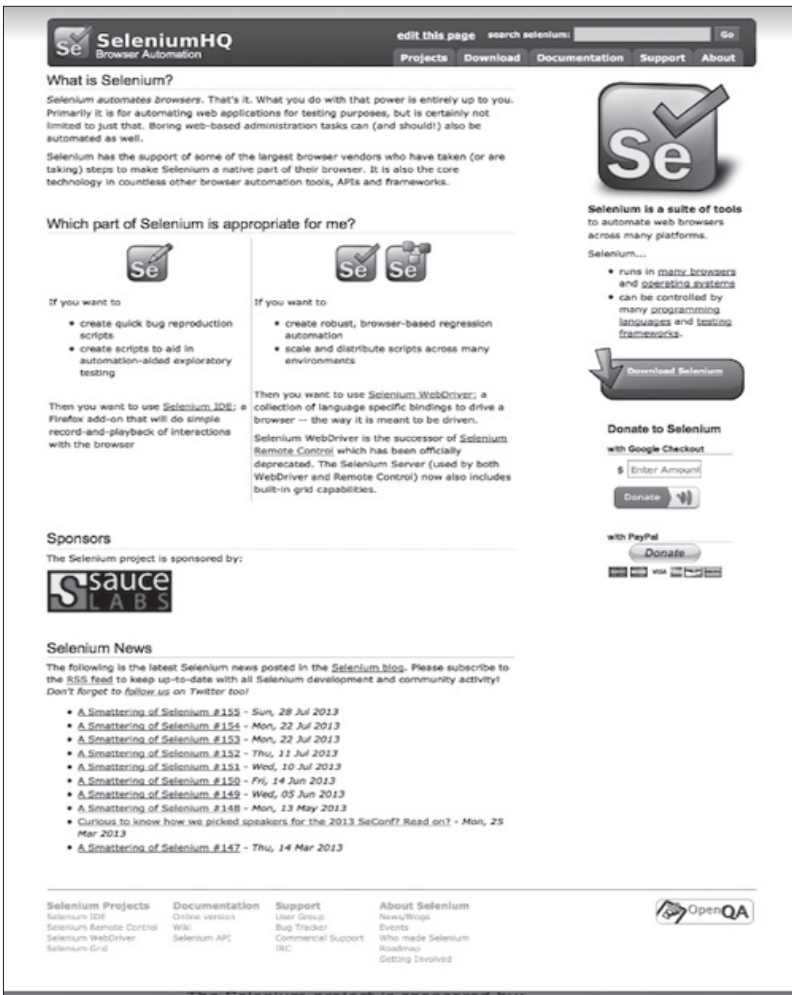 Se SeleniumHQ
Browser Automation
edit this page search selenium: Go
Projects Download Documentation Support About
What is Selenium?
Selenium automates browsers. That's it. What you do with that power is entirely up to you.
Primarily it is for automating web applications for testing purposes, but is certainly not
limited to just that. Boring web-based administration tasks can (and should!) also be
automated as well.
Selenium has the support of some of the largest browser vendors who have taken (or are
taking) steps to make Selenium a native part of their browser. It is also the core
technology in countless other browser automation tools, APIs and frameworks.
Which part of Selenium is appropriate for me?
Se
If you want to
• create quick bug reproduction
scripts
• create scripts to aid in
automation-aided exploratory
testing
Then you want to use Selenium IDE; a
Firefox add-on that will do simple
record-and-playback of interactions
with the browser
Se Se
If you want to
• create robust, browser-based regression
automation
• scale and distribute scripts across many
environments
Then you want to use Selenium WebDriver; a
collection of language specific bindings to drive a
browser -- the way it is meant to be driven.
Selenium WebDriver is the successor of Selenium
Remote Control which has been officially
deprecated. The Selenium Server (used by both
WebDriver and Remote Control) now also includes
built-in grid capabilities.
Sponsors
The Selenium project is sponsored by:
sauce
LABS
Selenium News
The following is the latest Selenium news posted in the Selenium blog. Please subscribe to
the RSS feed to keep up-to-date with all Selenium development and community activity!
Don't forget to follow us on Twitter too!
• A Smattering of Selenium #155 - Sun, 28 Jul 2013
• A Smattering of Selenium #154 - Mon, 22 Jul 2013
• A Smattering of Selenium #153 - Mon, 22 Jul 2013
• A Smattering of Selenium #152 - Thu, 11 Jul 2013
• A Smattering of Selenium #151 - Wed, 10 Jul 2013
• A Smattering of Selenium #150 - Fri, 14 Jun 2013
• A Smattering of Selenium #149 - Wed, 05 Jun 2013
• A Smattering of Selenium #148 - Mon, 13 May 2013
• Curious to know how we picked speakers for the 2013 SeConf? Read on? - Mon, 25
Mar 2013
• A Smattering of Selenium #147 - Thu, 14 Mar 2013
Se
Selenium is a suite of tools
to automate web browsers
across many platforms.
Selenium...
• runs in many browsers
and operating systems
• can be controlled by
many programming
languages and testing
frameworks.
Download Selenium
Donate to Selenium
with Google Checkout
$ Enter Amount
Donate
with PayPal
Donate
VISA
Selenium Projects
Selenium IDE
Selenium Remote Control
Selenium WebDriver
Selenium Grid
Documentation
Online version
Wiki
Selenium API
Support
User Group
Bug Tracker
Commercial Support
IRC
About Selenium
News/Blogs
Events
Who made Selenium
Roadmap
Getting Involved
OpenQA